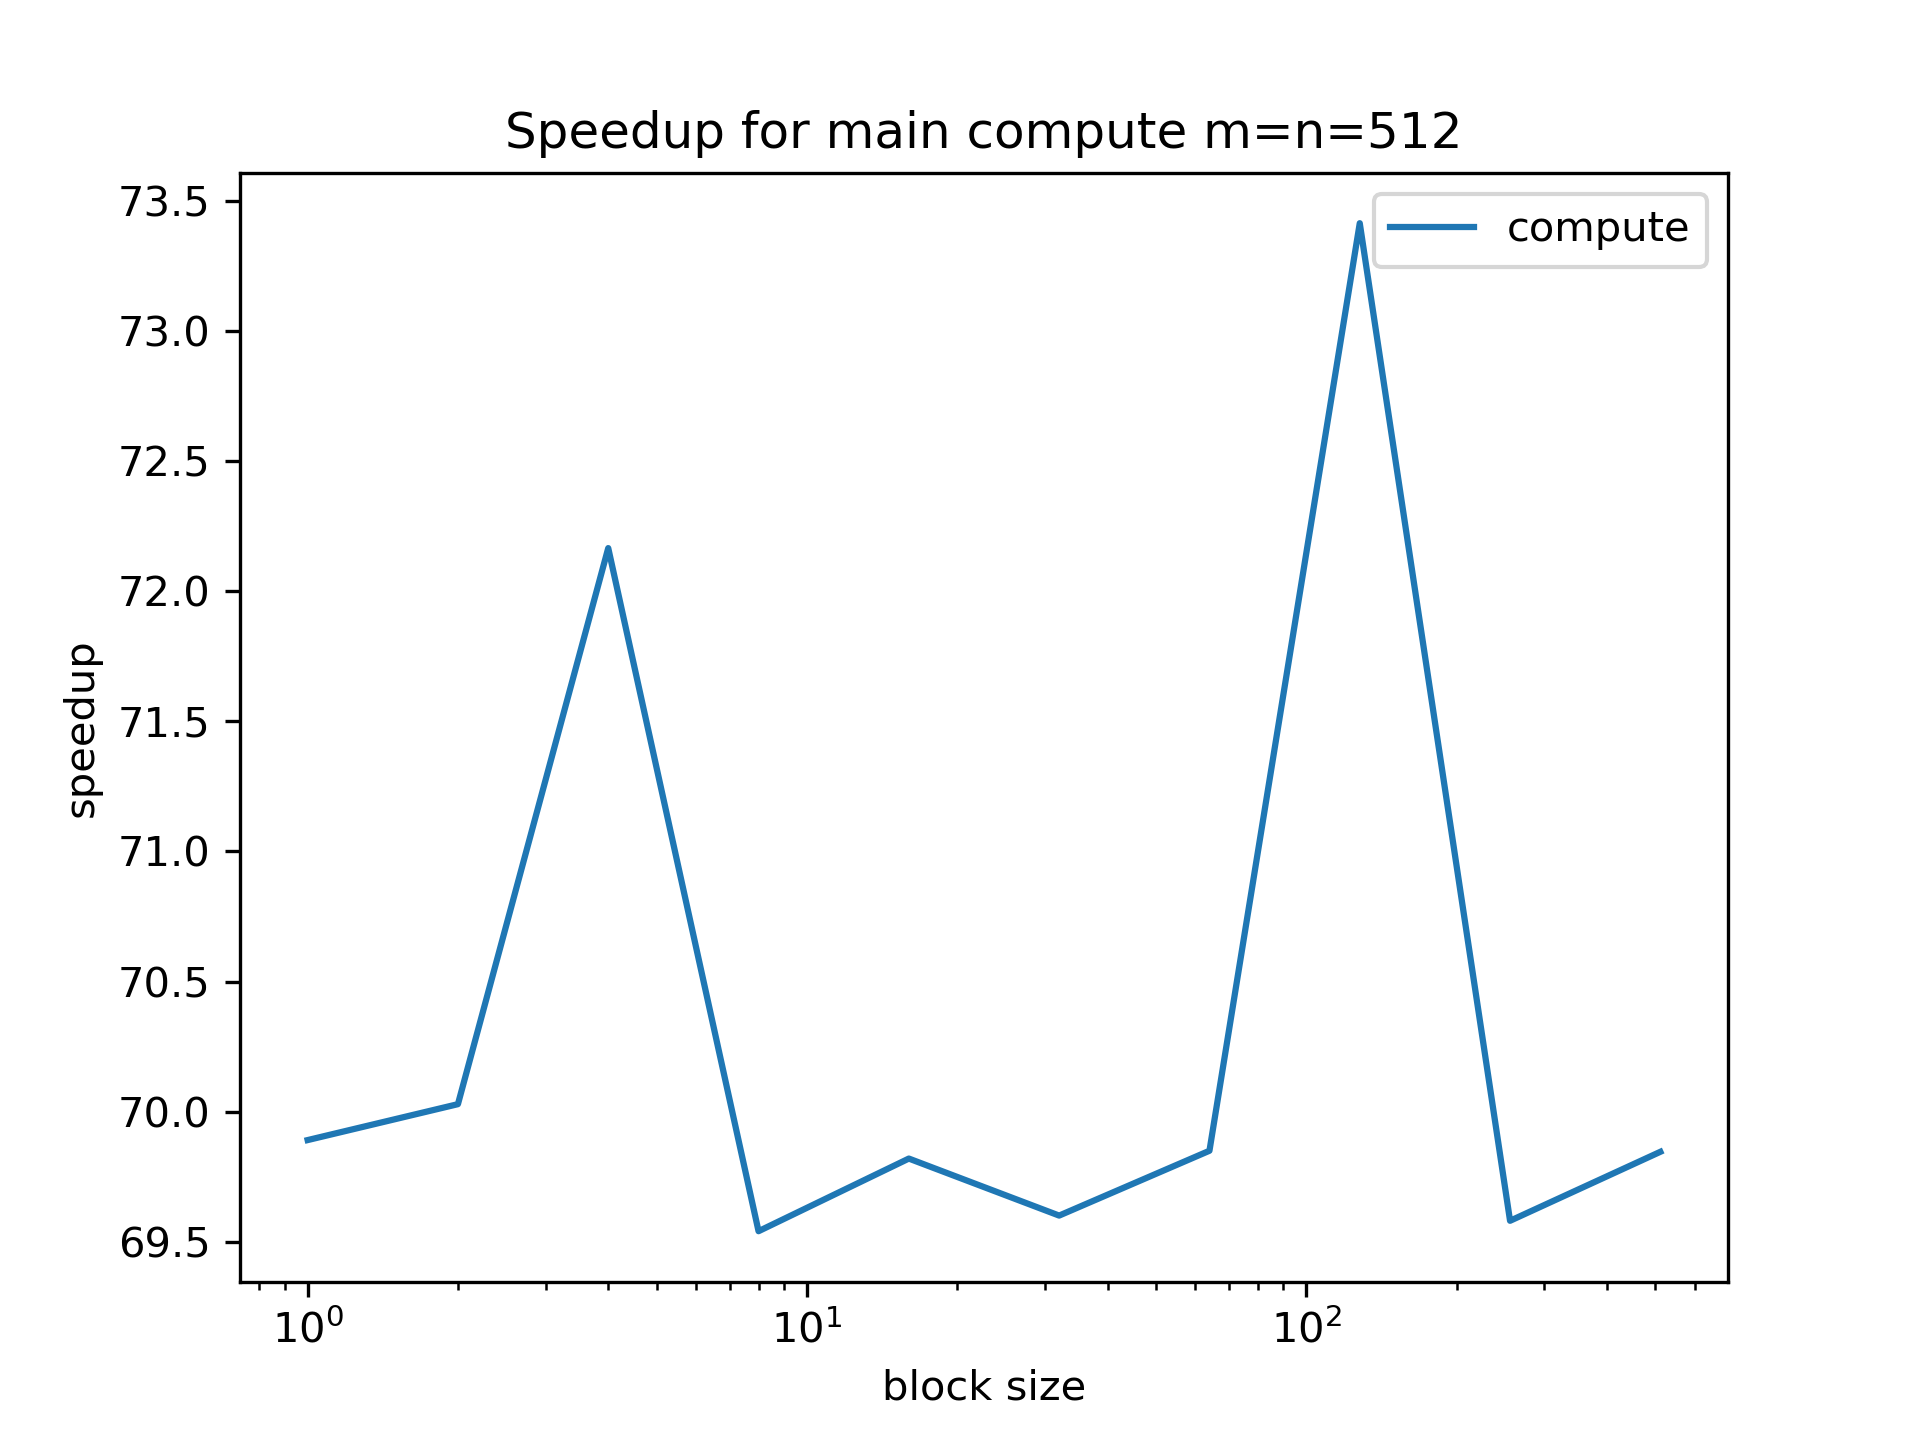 Speedup for main compute m=n=512
compute
73.5
73.0
72.5
72.0
71.5
71.0
70.5
70.0
69.5
speedup
10⁰ 10¹ 10²
block size